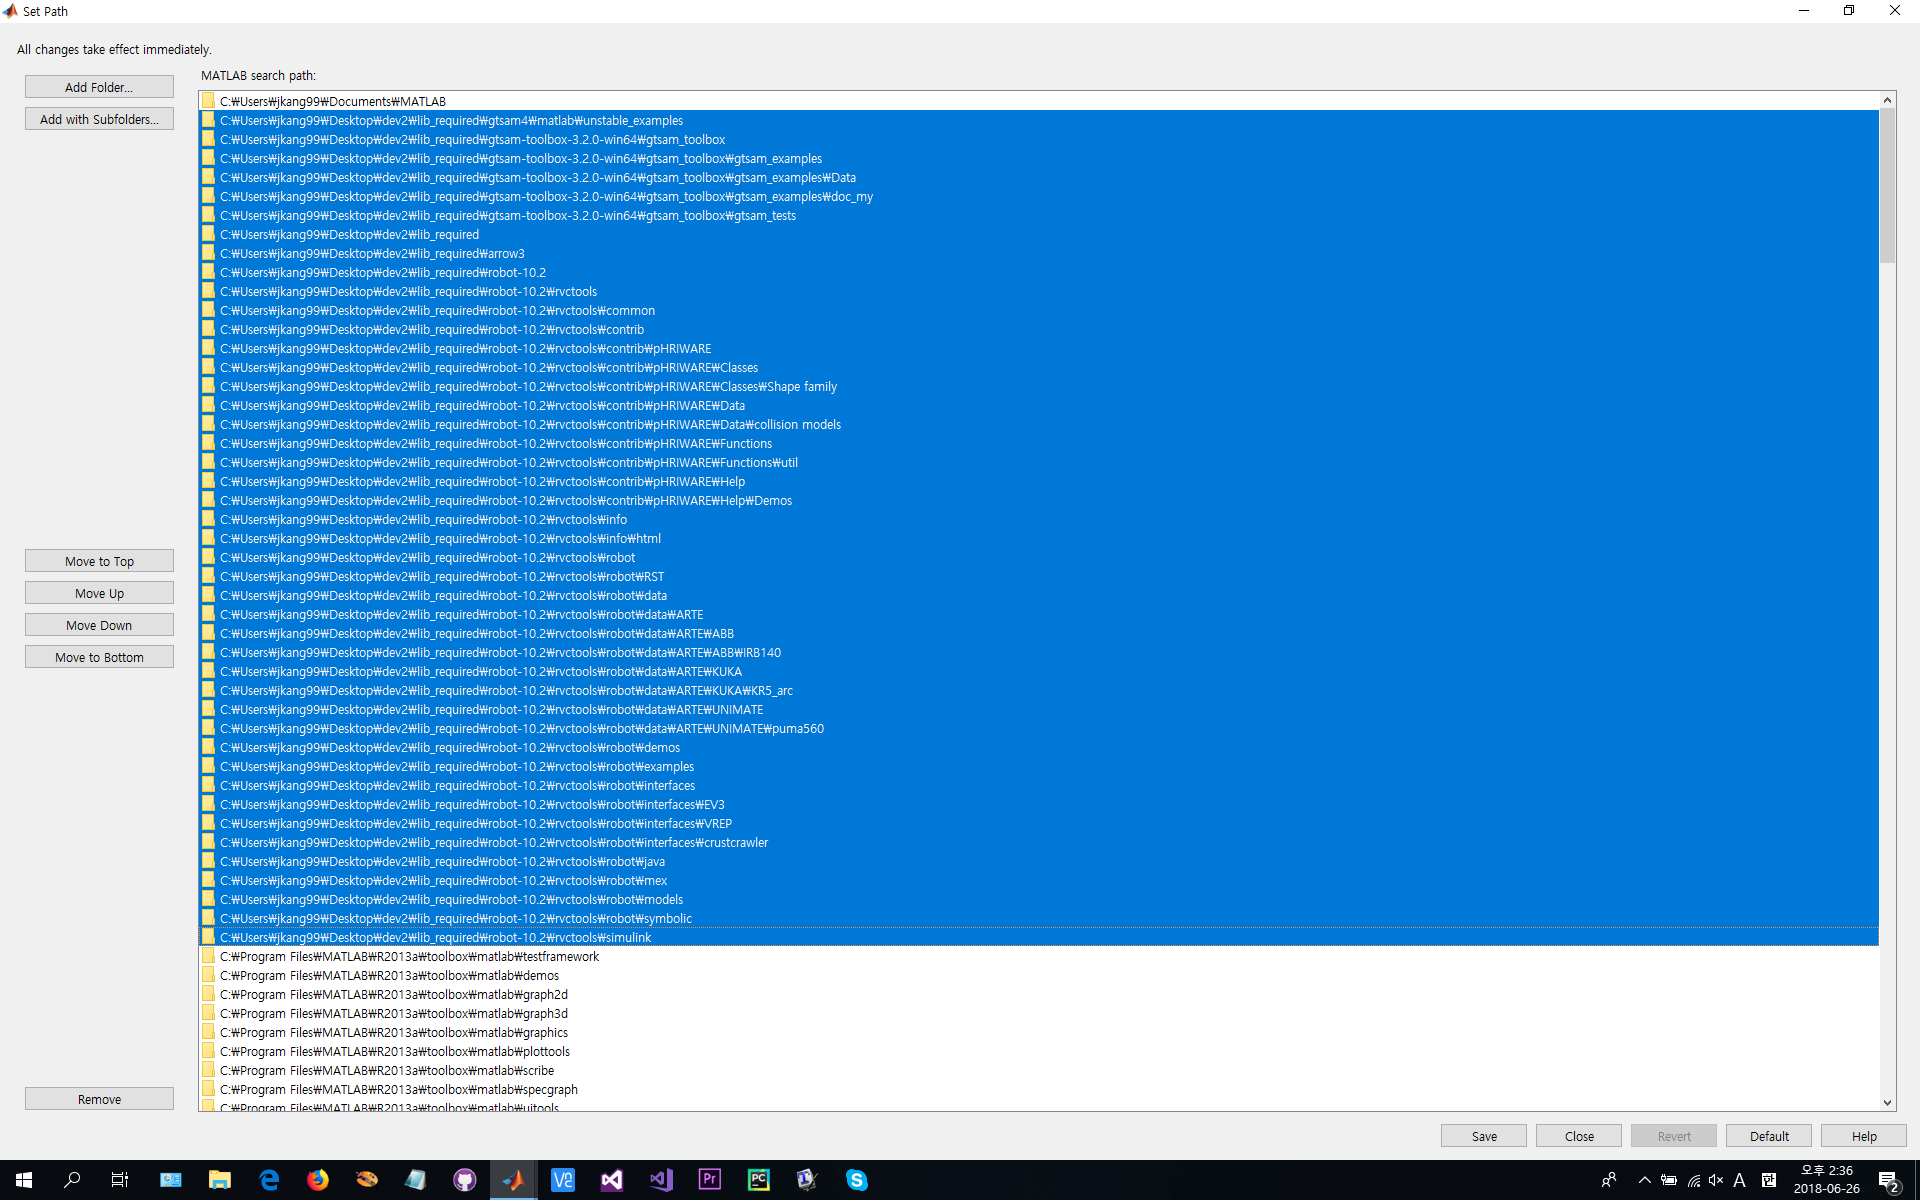 Set Path
All changes take effect immediately.
Add Folder...
Add with Subfolders...
MATLAB search path:
C:₩Users₩jkang99₩Documents₩MATLAB
C:₩Users₩jkang99₩Desktop₩dev2₩lib_required₩gtsam4₩matlab₩unstable_examples
C:₩Users₩jkang99₩Desktop₩dev2₩lib_required₩gtsam-toolbox-3.2.0-win64₩gtsam_toolbox
C:₩Users₩jkang99₩Desktop₩dev2₩lib_required₩gtsam-toolbox-3.2.0-win64₩gtsam_toolbox₩gtsam_examples
C:₩Users₩jkang99₩Desktop₩dev2₩lib_required₩gtsam-toolbox-3.2.0-win64₩gtsam_toolbox₩gtsam_examples₩Data
C:₩Users₩jkang99₩Desktop₩dev2₩lib_required₩gtsam-toolbox-3.2.0-win64₩gtsam_toolbox₩gtsam_examples₩doc_my
C:₩Users₩jkang99₩Desktop₩dev2₩lib_required₩gtsam-toolbox-3.2.0-win64₩gtsam_toolbox₩gtsam_tests
C:₩Users₩jkang99₩Desktop₩dev2₩lib_required
C:₩Users₩jkang99₩Desktop₩dev2₩lib_required₩arrow3
C:₩Users₩jkang99₩Desktop₩dev2₩lib_required₩robot-10.2
C:₩Users₩jkang99₩Desktop₩dev2₩lib_required₩robot-10.2₩rvctools
C:₩Users₩jkang99₩Desktop₩dev2₩lib_required₩robot-10.2₩rvctools₩common
C:₩Users₩jkang99₩Desktop₩dev2₩lib_required₩robot-10.2₩rvctools₩contrib
C:₩Users₩jkang99₩Desktop₩dev2₩lib_required₩robot-10.2₩rvctools₩contrib₩pHRIWARE
C:₩Users₩jkang99₩Desktop₩dev2₩lib_required₩robot-10.2₩rvctools₩contrib₩pHRIWARE₩Classes
C:₩Users₩jkang99₩Desktop₩dev2₩lib_required₩robot-10.2₩rvctools₩contrib₩pHRIWARE₩Classes₩Shape family
C:₩Users₩jkang99₩Desktop₩dev2₩lib_required₩robot-10.2₩rvctools₩contrib₩pHRIWARE₩Data
C:₩Users₩jkang99₩Desktop₩dev2₩lib_required₩robot-10.2₩rvctools₩contrib₩pHRIWARE₩Data₩collision models
C:₩Users₩jkang99₩Desktop₩dev2₩lib_required₩robot-10.2₩rvctools₩contrib₩pHRIWARE₩Functions
C:₩Users₩jkang99₩Desktop₩dev2₩lib_required₩robot-10.2₩rvctools₩contrib₩pHRIWARE₩Functions₩util
C:₩Users₩jkang99₩Desktop₩dev2₩lib_required₩robot-10.2₩rvctools₩contrib₩pHRIWARE₩Help
C:₩Users₩jkang99₩Desktop₩dev2₩lib_required₩robot-10.2₩rvctools₩contrib₩pHRIWARE₩Help₩Demos
C:₩Users₩jkang99₩Desktop₩dev2₩lib_required₩robot-10.2₩rvctools₩info
C:₩Users₩jkang99₩Desktop₩dev2₩lib_required₩robot-10.2₩rvctools₩info₩html
C:₩Users₩jkang99₩Desktop₩dev2₩lib_required₩robot-10.2₩rvctools₩robot
C:₩Users₩jkang99₩Desktop₩dev2₩lib_required₩robot-10.2₩rvctools₩robot₩RST
C:₩Users₩jkang99₩Desktop₩dev2₩lib_required₩robot-10.2₩rvctools₩robot₩data
C:₩Users₩jkang99₩Desktop₩dev2₩lib_required₩robot-10.2₩rvctools₩robot₩data₩ARTE
C:₩Users₩jkang99₩Desktop₩dev2₩lib_required₩robot-10.2₩rvctools₩robot₩data₩ARTE₩ABB
C:₩Users₩jkang99₩Desktop₩dev2₩lib_required₩robot-10.2₩rvctools₩robot₩data₩ARTE₩ABB₩IRB140
C:₩Users₩jkang99₩Desktop₩dev2₩lib_required₩robot-10.2₩rvctools₩robot₩data₩ARTE₩KUKA
C:₩Users₩jkang99₩Desktop₩dev2₩lib_required₩robot-10.2₩rvctools₩robot₩data₩ARTE₩KUKA₩KR5_arc
C:₩Users₩jkang99₩Desktop₩dev2₩lib_required₩robot-10.2₩rvctools₩robot₩data₩ARTE₩UNIMATE
C:₩Users₩jkang99₩Desktop₩dev2₩lib_required₩robot-10.2₩rvctools₩robot₩data₩ARTE₩UNIMATE₩puma560
C:₩Users₩jkang99₩Desktop₩dev2₩lib_required₩robot-10.2₩rvctools₩robot₩demos
C:₩Users₩jkang99₩Desktop₩dev2₩lib_required₩robot-10.2₩rvctools₩robot₩examples
C:₩Users₩jkang99₩Desktop₩dev2₩lib_required₩robot-10.2₩rvctools₩robot₩interfaces
C:₩Users₩jkang99₩Desktop₩dev2₩lib_required₩robot-10.2₩rvctools₩robot₩interfaces₩EV3
C:₩Users₩jkang99₩Desktop₩dev2₩lib_required₩robot-10.2₩rvctools₩robot₩interfaces₩VREP
C:₩Users₩jkang99₩Desktop₩dev2₩lib_required₩robot-10.2₩rvctools₩robot₩interfaces₩crustcrawler
C:₩Users₩jkang99₩Desktop₩dev2₩lib_required₩robot-10.2₩rvctools₩robot₩java
C:₩Users₩jkang99₩Desktop₩dev2₩lib_required₩robot-10.2₩rvctools₩robot₩mex
C:₩Users₩jkang99₩Desktop₩dev2₩lib_required₩robot-10.2₩rvctools₩robot₩models
C:₩Users₩jkang99₩Desktop₩dev2₩lib_required₩robot-10.2₩rvctools₩robot₩symbolic
C:₩Users₩jkang99₩Desktop₩dev2₩lib_required₩robot-10.2₩rvctools₩simulink
C:₩Program Files₩MATLAB₩R2013a₩toolbox₩matlab₩testframework
C:₩Program Files₩MATLAB₩R2013a₩toolbox₩matlab₩demos
C:₩Program Files₩MATLAB₩R2013a₩toolbox₩matlab₩graph2d
C:₩Program Files₩MATLAB₩R2013a₩toolbox₩matlab₩graph3d
C:₩Program Files₩MATLAB₩R2013a₩toolbox₩matlab₩graphics
C:₩Program Files₩MATLAB₩R2013a₩toolbox₩matlab₩plottools
C:₩Program Files₩MATLAB₩R2013a₩toolbox₩matlab₩scribe
C:₩Program Files₩MATLAB₩R2013a₩toolbox₩matlab₩specgraph
C:₩Program Files₩MATLAB₩R2013a₩toolbox₩matlab₩uitools
Move to Top
Move Up
Move Down
Move to Bottom
Remove
Save
Close
Revert
Default
Help
Pr
PC
A
오후 2:36
2018-06-26
2